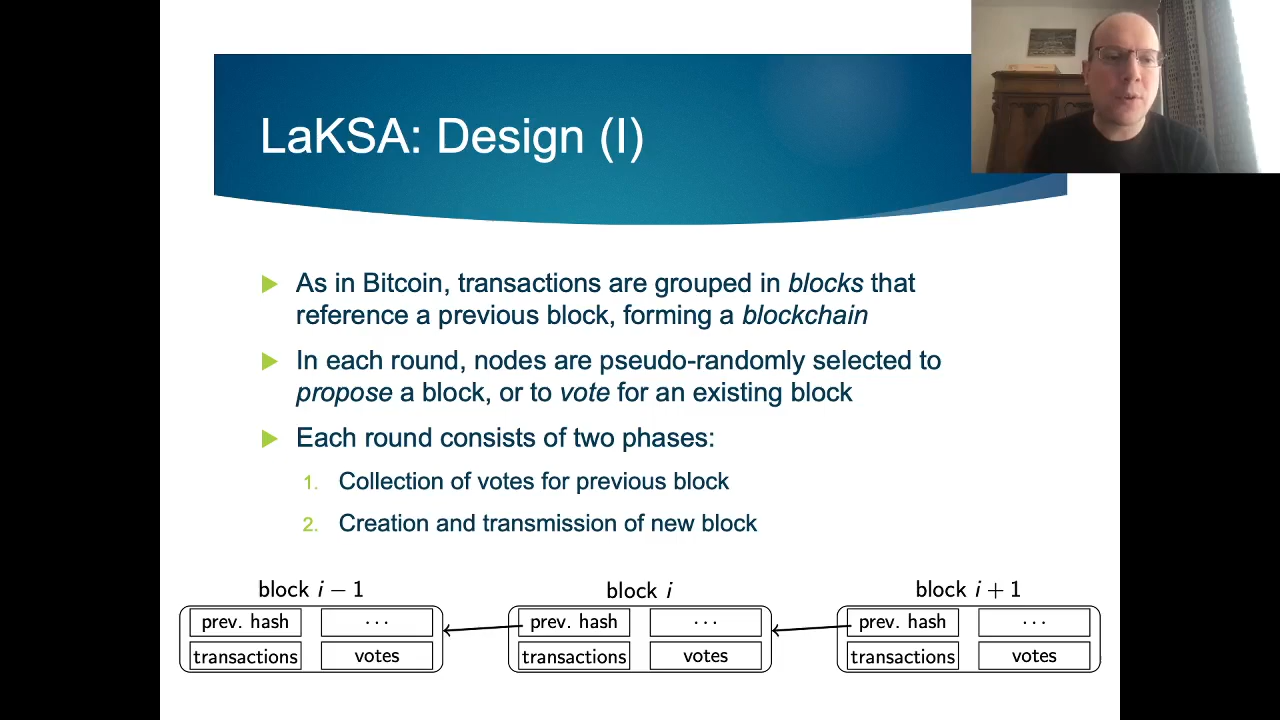 LaKSA: Design (I)
As in Bitcoin, transactions are grouped in blocks that
reference a previous block, forming a blockchain
In each round, nodes are pseudo-randomly selected to
propose a block, or to vote for an existing block
Each round consists of two phases:
1. Collection of votes for previous block
2. Creation and transmission of new block
block i − 1
block i
block i + 1
prev. hash
· · ·
prev. hash
· · ·
prev. hash
· · ·
transactions
votes
transactions
votes
transactions
votes